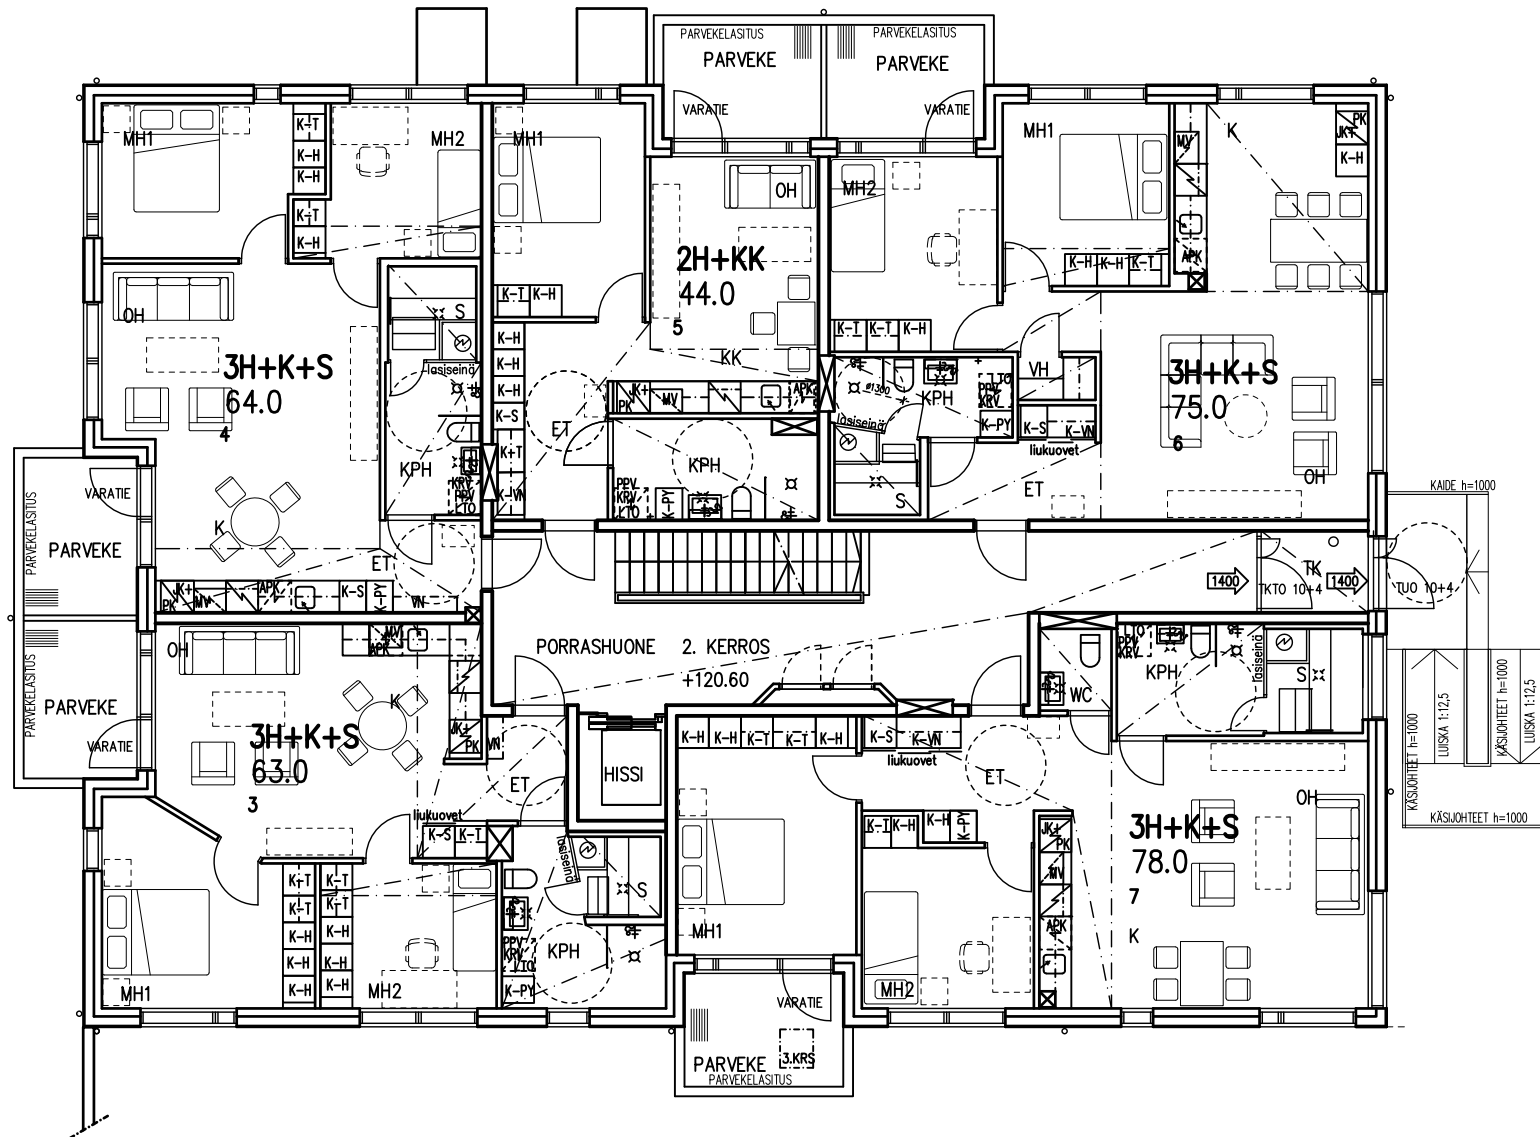 PARVEKELASITUS
PARVEKE
VARATIE
PARVEKELASITUS
PARVEKE
VARATIE
MH1
K-T
K-H
K-H
K-T
K-H
MH2
OH
3H+K+S
64.0
4
S
lasiseinä
KPH
KRV
PPV
LTO
K
ET
JK+
PK
MV
APK
K-S
K-PY
VN
PARVEKELASITUS
PARVEKE
VARATIE
MH1
K-T
K-H
K-H
K-H
K-H
K-S
K+T
K-VN
OH
2H+KK
44.0
5
KK
JK+
PK
MV
APK
ET
KPH
PPV
KRV
LTO
K-PY
MH2
K-T
K-T
K-H
MH1
K-H
K-H
K-T
MV
APK
K
PK
JK+
K-H
VH
ø1300
KPH
LTO
PPV
KRV
K-PY
lasiseinä
S
K-S
K-VN
liukuovet
ET
3H+K+S
75.0
6
OH
KAIDE h=1000
TK
1400
TKTO 10+4
1400
TUO 10+4
PORRASHUONE 2. KERROS
+120.60
HISSI
PARVEKELASITUS
PARVEKE
VARATIE
OH
MV
APK
K
JK+
PK
VN
3H+K+S
63.0
3
ET
liukuovet
K-S
K-T
lasiseinä
S
MH1
K-T
K-T
K-H
K-H
K-H
K-T
K-T
K-H
K-H
K-H
MH2
PPV
KRV
LTO
K-PY
KPH
K-H
K-H
K-T
K-T
K-H
K-S
K-VN
liukuovet
ET
WC
LTO
PPV
KRV
KPH
lasiseinä
S
K-T
K-H
K-H
K-PY
JK+
PK
MV
APK
OH
3H+K+S
78.0
7
K
MH1
MH2
VARATIE
PARVEKE
3.KRS
PARVEKELASITUS
KÄSIJOHTEET h=1000
LUISKA 1:12,5
KÄSIJOHTEET h=1000
LUISKA 1:12,5
KÄSIJOHTEET h=1000